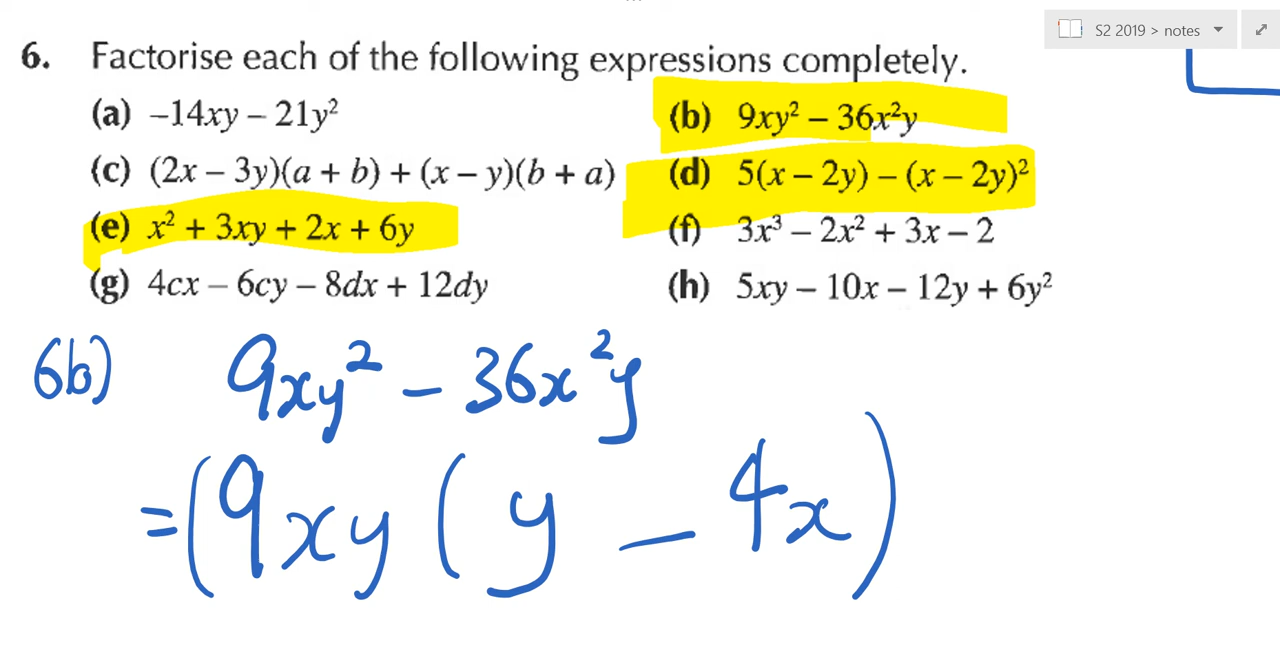 S2 2019 > notes
6. Factorise each of the following expressions completely.
(a) –14xy – 21y² (b) 9xy² – 36x²y
(c) (2x – 3y)(a + b) + (x – y)(b + a) (d) 5(x – 2y) – (x – 2y)²
(e) x² + 3xy + 2x + 6y (f) 3x³ – 2x² + 3x – 2
(g) 4cx – 6cy – 8dx + 12dy (h) 5xy – 10x – 12y + 6y²
6b) 9xy² – 36x²y
= (9xy (y – 4x)